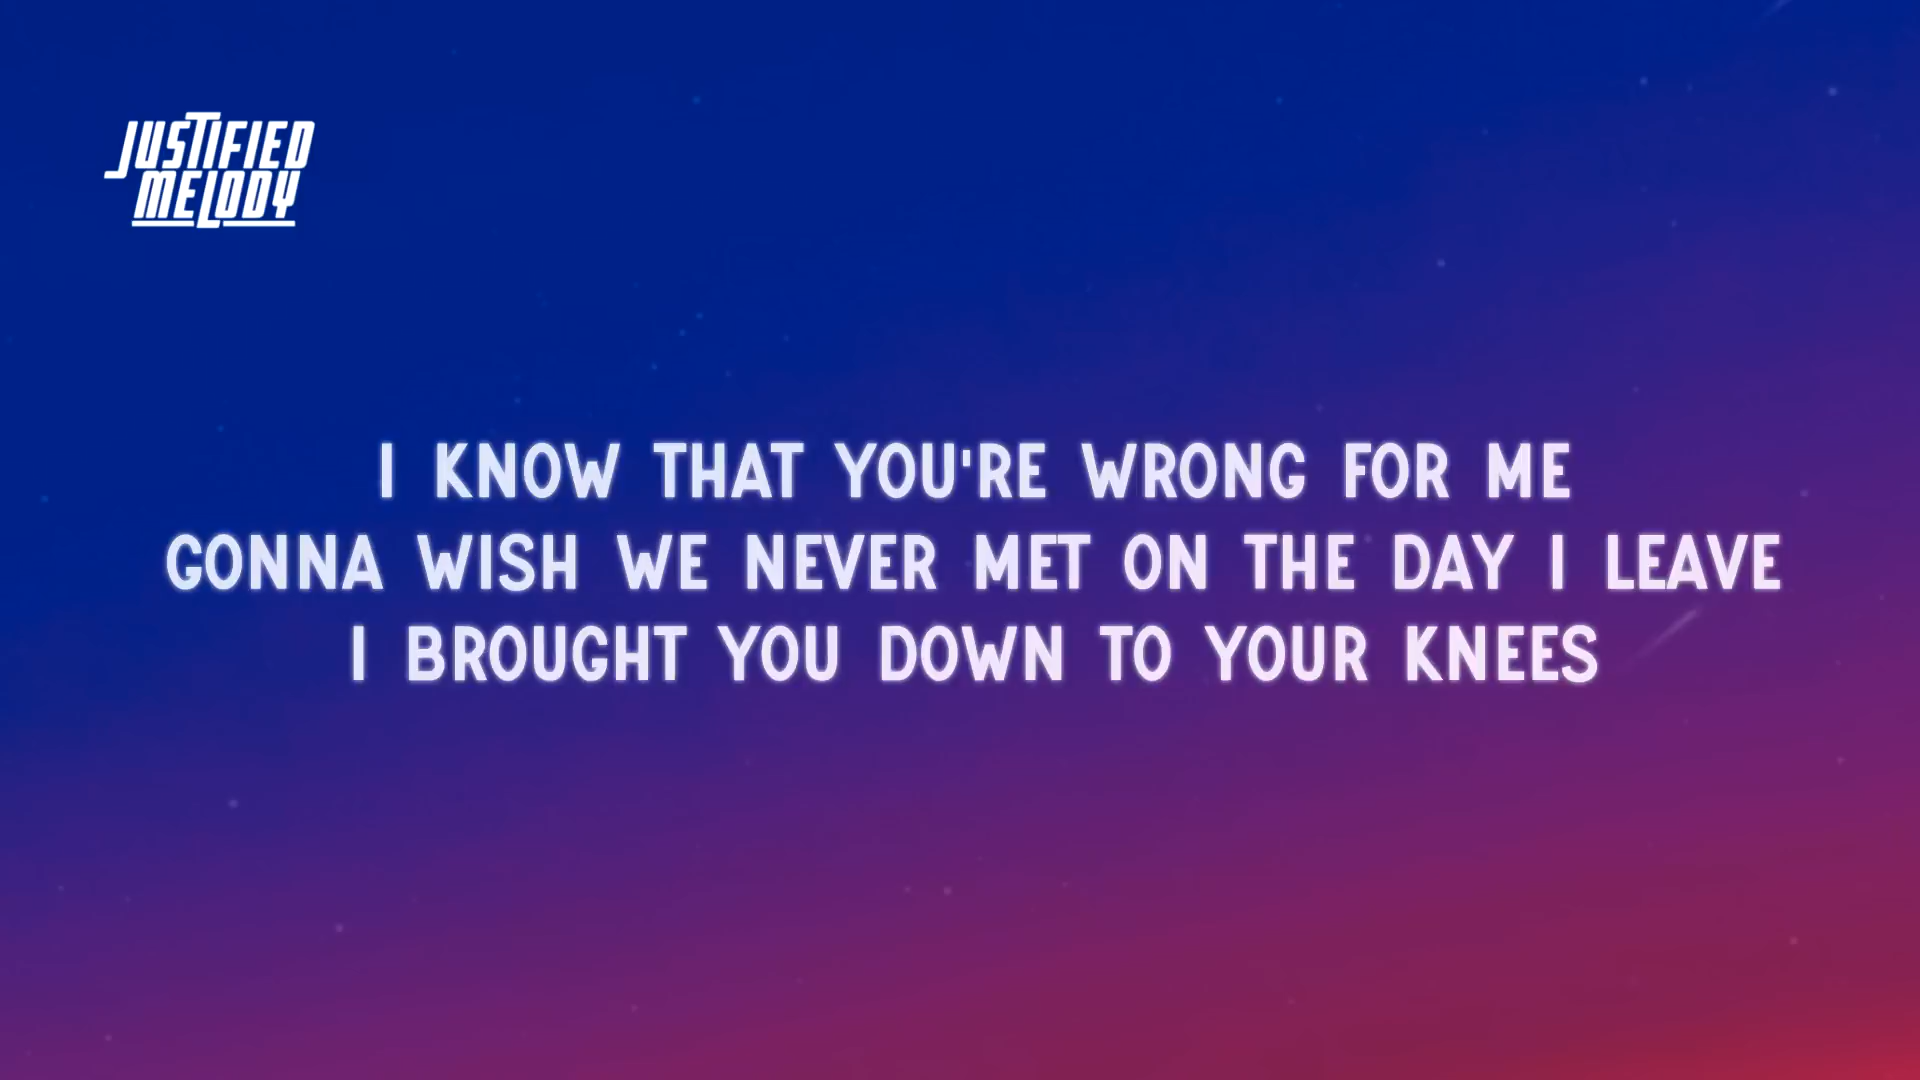 JUSTIFIED
MELODY
I KNOW THAT YOU'RE WRONG FOR ME
GONNA WISH WE NEVER MET ON THE DAY I LEAVE
I BROUGHT YOU DOWN TO YOUR KNEES